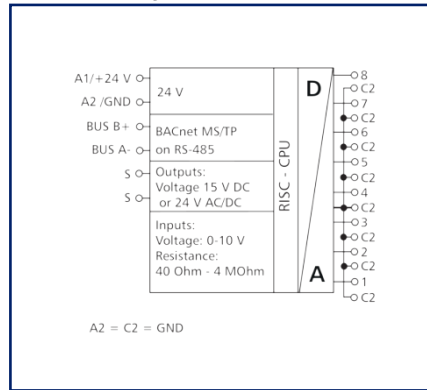 A1/+24 V
A2 /GND
24 V
BUS B+
BUS A-
BACnet MS/TP
on RS-485
S
S
Outputs:
Voltage 15 V DC
or 24 V AC/DC
Inputs:
Voltage: 0-10 V
Resistance:
40 Ohm - 4 MOhm
RISC - CPU
D
A
8
C2
7
C2
6
C2
5
C2
4
C2
3
C2
2
C2
1
C2
A2 = C2 = GND